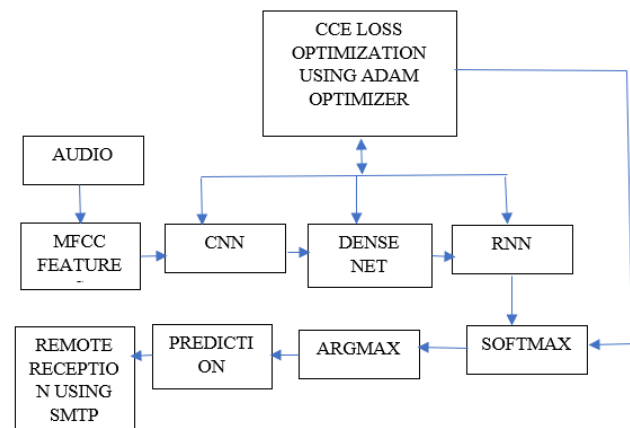 CCE LOSS
OPTIMIZATION
USING ADAM
OPTIMIZER
AUDIO
MFCC
FEATURE
CNN
DENSE
NET
RNN
REMOTE
RECEPTIO
N USING
SMTP
PREDICTI
ON
ARGMAX
SOFTMAX